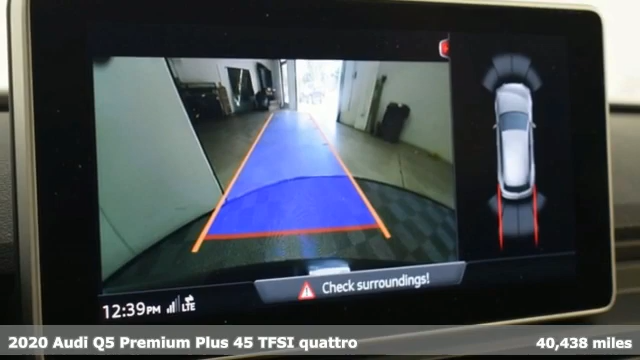 Check surroundings!
12:39PM LTE
2020 Audi Q5 Premium Plus 45 TFSI quattro
40,438 miles